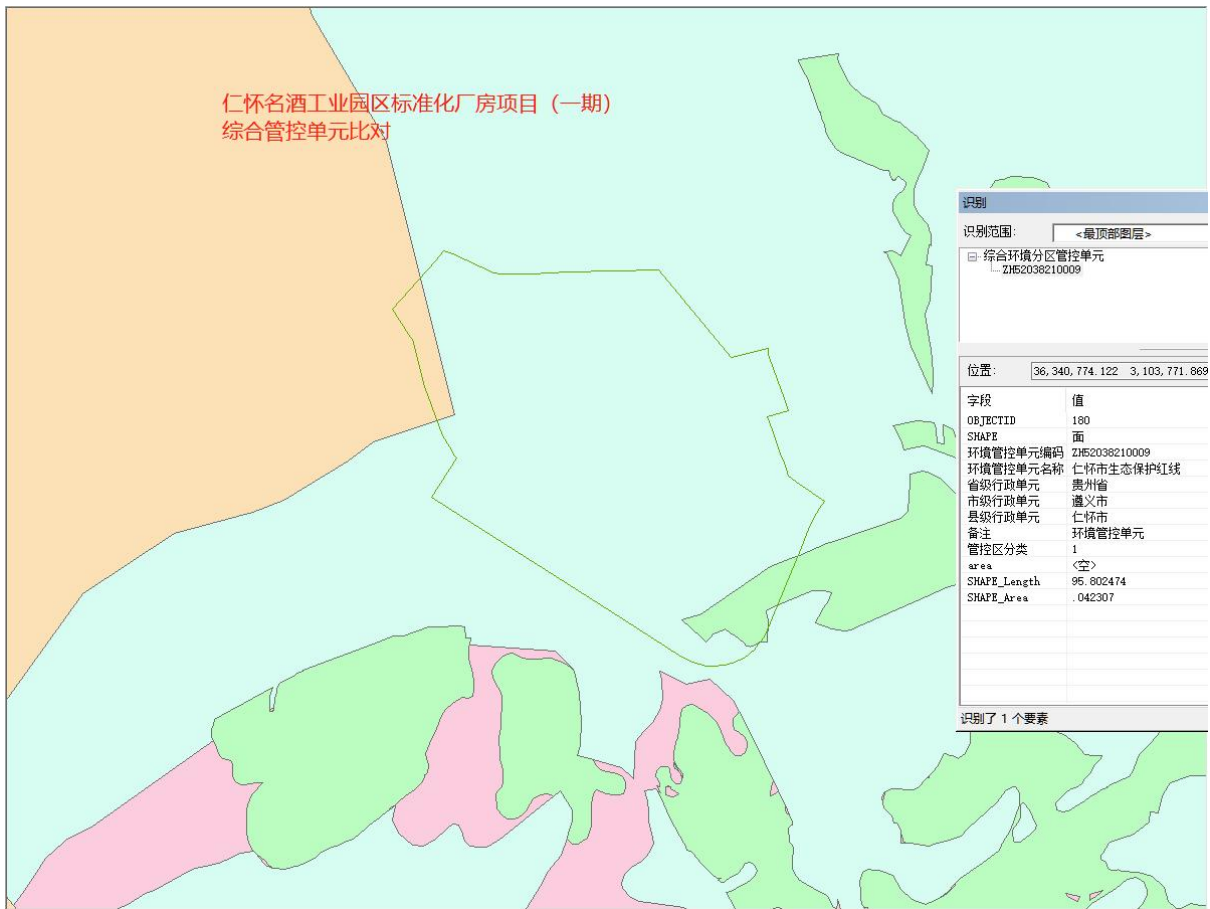 仁怀名酒工业园区标准化厂房项目（一期）
综合管控单元比对
识别
识别范围: <最顶部图层>
综合环境分区管控单元
ZH52038210009
位置: 36,340,774.122 3,103,771.869
字段 值
OBJECTID 180
SHAPE 面
环境管控单元编码 ZH52038210009
环境管控单元名称 仁怀市生态保护红线
省级行政单元 贵州省
市级行政单元 遵义市
县级行政单元 仁怀市
备注 环境管控单元
管控区分类 1
area <空>
SHAPE_Length 95.802474
SHAPE_Area .042307
识别了 1 个要素